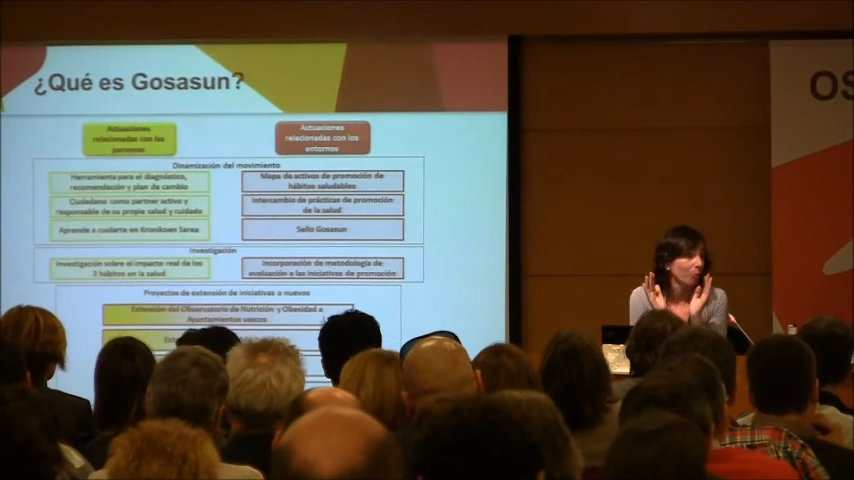 ¿Qué es Gosasun?
OS
Actuaciones
relacionadas con las
personas
Actuaciones
relacionadas con los
entornos
Dinamización del movimiento
Herramienta para el diagnóstico,
recomendación y plan de cambio
Mapa de activos de promoción de
hábitos saludables
Ciudadano como partner activo y
responsable de su propia salud y cuidado
Intercambio de prácticas de promoción
de la salud
Aprende a cuidarte en Kronikoen Sarea
Sello Gosasun
Investigación
Investigación sobre el impacto real de los
3 hábitos en la salud
Incorporación de metodología de
evaluación a las iniciativas de promoción
Proyectos de extensión de iniciativas o nuevos
Extensión del Observatorio de Nutrición y Obesidad a
Ayuntamientos vascos